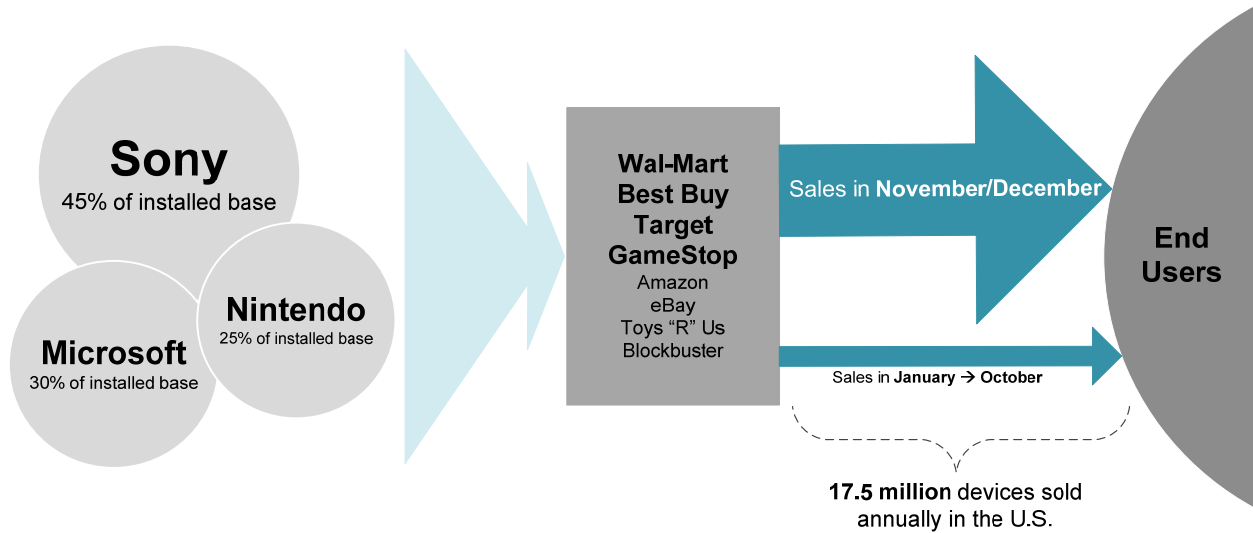 Sony
45% of installed base
Nintendo
25% of installed base
Microsoft
30% of installed base
Wal-Mart
Best Buy
Target
GameStop
Amazon
eBay
Toys “R” Us
Blockbuster
Sales in November/December
Sales in January → October
End
Users
17.5 million devices sold
annually in the U.S.